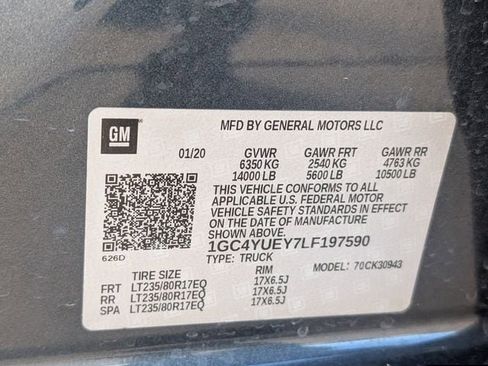 GM
MFD BY GENERAL MOTORS LLC
01/20 GVWR GAWR FRT GAWR RR
6350 KG 2540 KG 4763 KG
14000 LB 5600 LB 10500 LB
THIS VEHICLE CONFORMS TO ALL
APPLICABLE U.S. FEDERAL MOTOR
VEHICLE SAFETY STANDARDS IN EFFECT
ON THE DATE OF MANUFACTURE
SHOWN ABOVE.
1GC4YUEY7LF197590
626D TYPE: TRUCK
TIRE SIZE RIM MODEL: 70CK30943
FRT LT235/80R17EQ 17X6.5J
RR LT235/80R17EQ 17X6.5J
SPA LT235/80R17EQ 17X6.5J